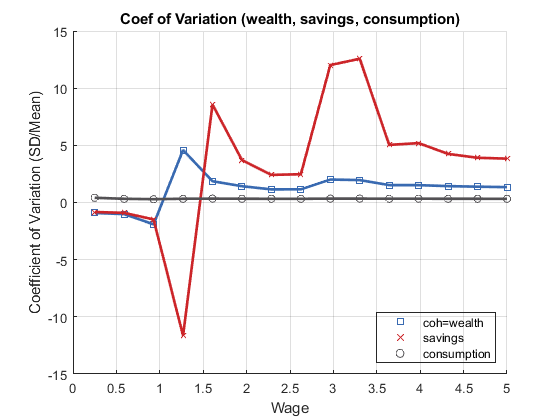 Coef of Variation (wealth, savings, consumption)
Coefficient of Variation (SD/Mean)
15
10
5
0
-5
-10
-15
0 0.5 1 1.5 2 2.5 3 3.5 4 4.5 5
Wage
coh=wealth
savings
consumption